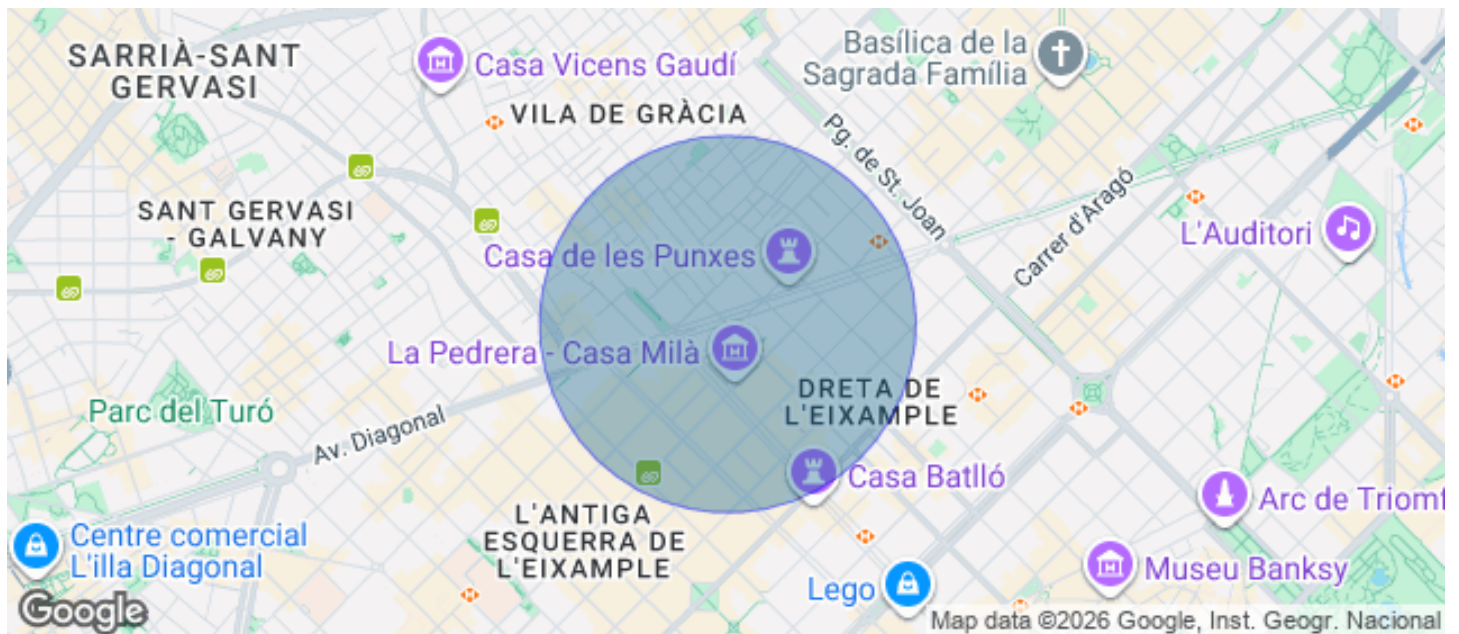 SARRIÀ-SANT
GERVASI
Casa Vicens Gaudí
Basílica de la
Sagrada Família
VILA DE GRÀCIA
Pg. de St. Joan
Carrer d'Aragó
SANT GERVASI
- GALVANY
L'Auditori
Casa de les Punxes
La Pedrera - Casa Milà
DRETA DE
L'EIXAMPLE
Parc del Turó
Av. Diagonal
Casa Batlló
Arc de Triomf
L'ANTIGA
ESQUERRA DE
L'EIXAMPLE
Centre comercial
L'illa Diagonal
Museu Banksy
Lego
Google
Map data ©2026 Google, Inst. Geogr. Nacional